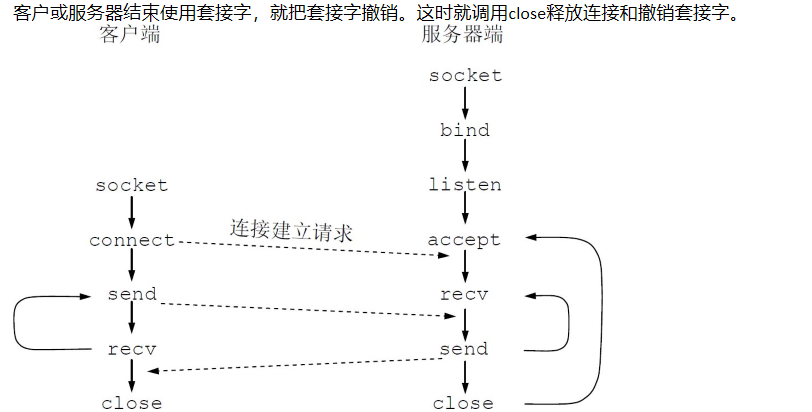 客户或服务器结束使用套接字，就把套接字撤销。这时就调用close释放连接和撤销套接字。
客户端 服务器端
socket
bind
socket listen
connect 连接建立请求 accept
send recv
recv send
close close